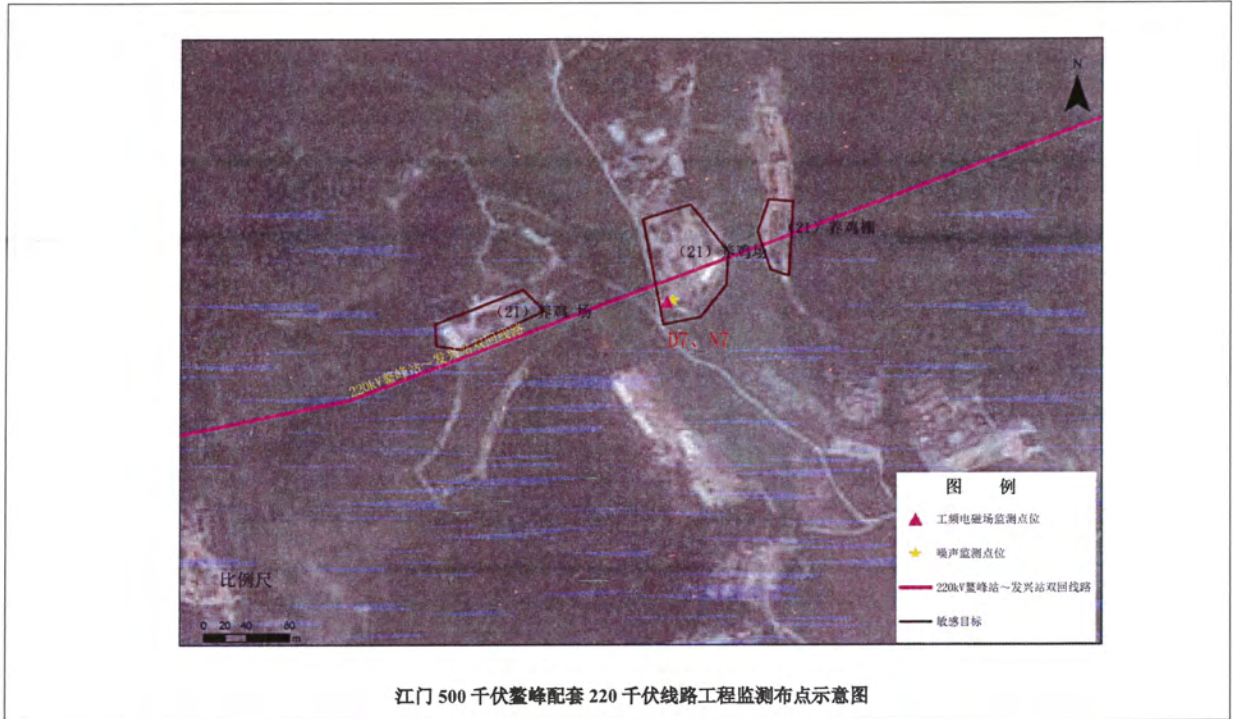 N
(21) 养鸡棚
(21) 养鸡场
(21) 养鸡 场
D7、N7
220kV鳌峰站～发兴站双回线路
图 例
工频电磁场监测点位
噪声监测点位
220kV鳌峰站～发兴站双回线路
敏感目标
比例尺
0 20 40 80
m
江门 500 千伏鳌峰配套 220 千伏线路工程监测布点示意图